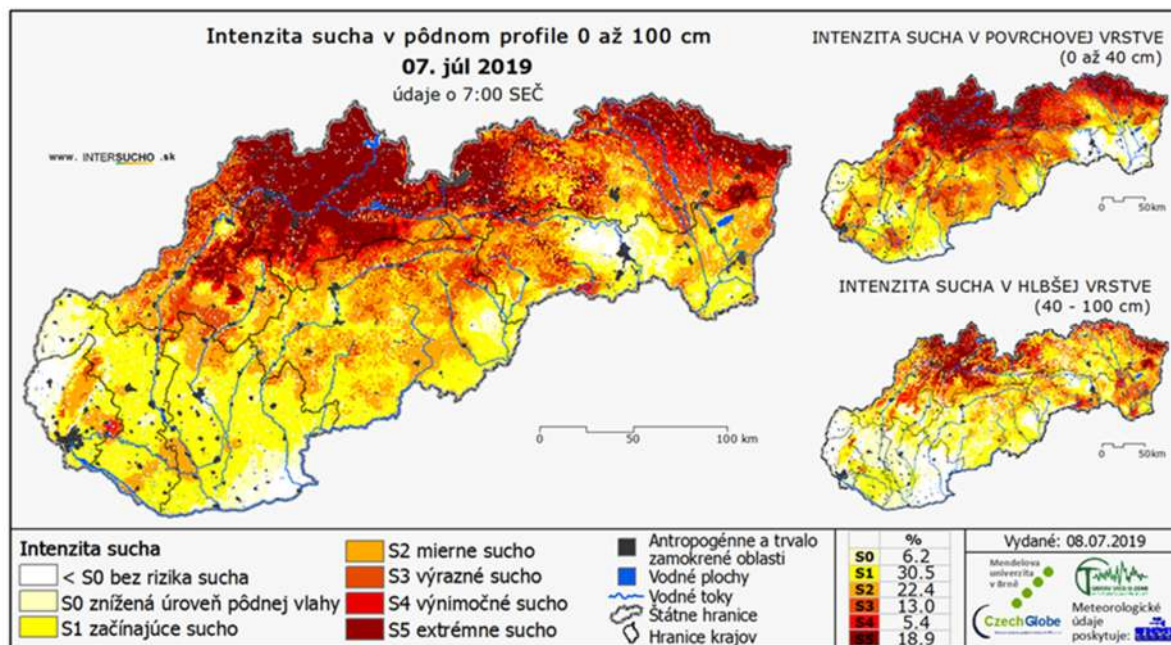 Intenzita sucha v pôdnom profile 0 až 100 cm
07. júl 2019
údaje o 7:00 SEČ
www. INTERSUCHO .sk
0 50 100 km
INTENZITA SUCHA V POVRCHOVEJ VRSTVE
(0 až 40 cm)
0 50km
INTENZITA SUCHA V HLBŠEJ VRSTVE
(40 - 100 cm)
0 50km
Intenzita sucha
< S0 bez rizika sucha
S0 znížená úroveň pôdnej vlahy
S1 začínajúce sucho
S2 mierne sucho
S3 výrazné sucho
S4 výnimočné sucho
S5 extrémne sucho
Antropogénne a trvalo
zamokrené oblasti
Vodné plochy
Vodné toky
Štátne hranice
Hranice krajov
%
S0 6.2
S1 30.5
S2 22.4
S3 13.0
S4 5.4
S5 18.9
Vydané: 08.07.2019
Mendelova
univerzita
v Brně
CzechGlobe
Meteorologické
údaje
poskytuje: